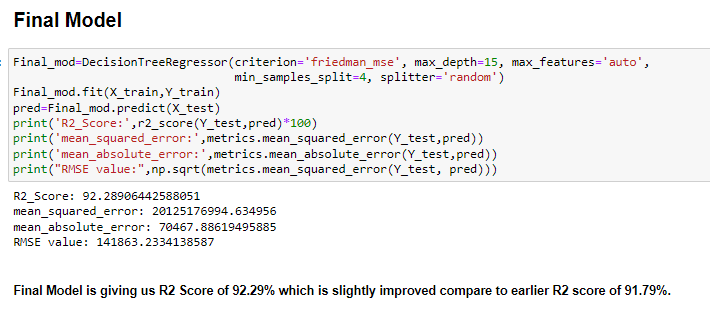 Final Model
Final_mod=DecisionTreeRegressor(criterion='friedman_mse', max_depth=15, max_features='auto',
min_samples_split=4, splitter='random')
Final_mod.fit(X_train,Y_train)
pred=Final_mod.predict(X_test)
print('R2_Score:',r2_score(Y_test,pred)*100)
print('mean_squared_error:',metrics.mean_squared_error(Y_test,pred))
print('mean_absolute_error:',metrics.mean_absolute_error(Y_test,pred))
print("RMSE value:",np.sqrt(metrics.mean_squared_error(Y_test, pred)))
R2_Score: 92.28906442588051
mean_squared_error: 20125176994.634956
mean_absolute_error: 70467.88619495885
RMSE value: 141863.2334138587
Final Model is giving us R2 Score of 92.29% which is slightly improved compare to earlier R2 score of 91.79%.